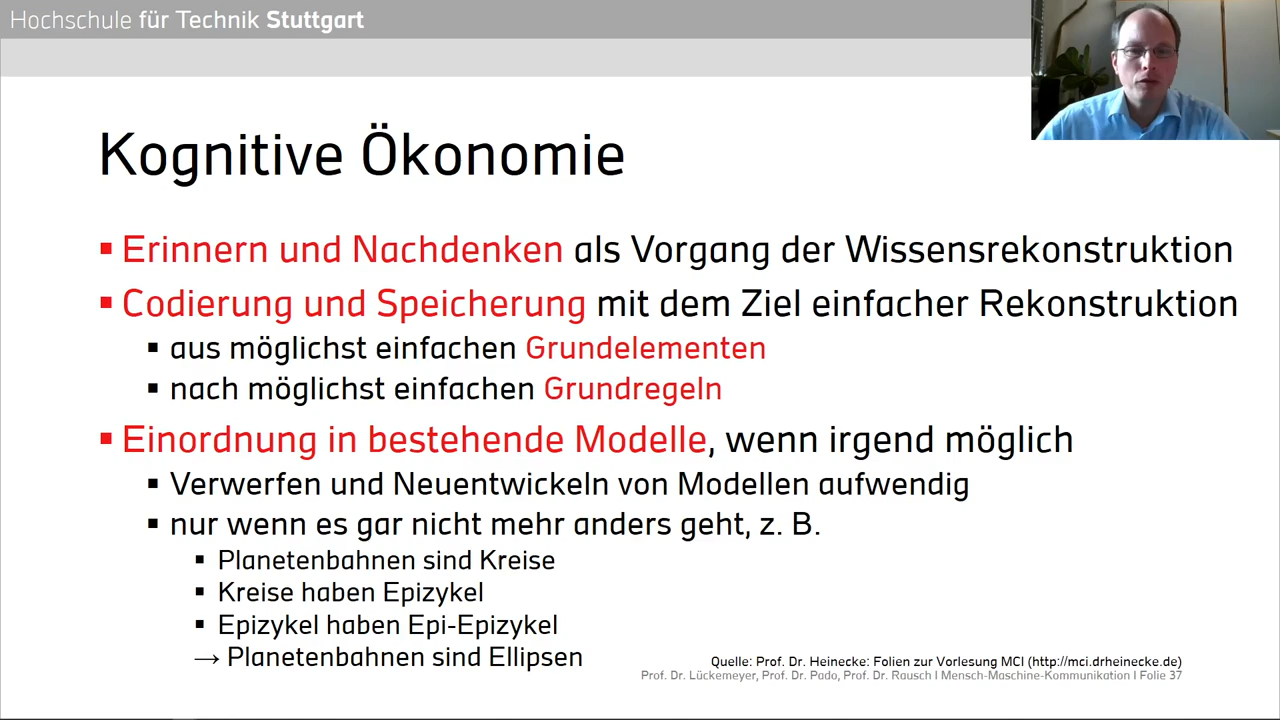 Hochschule für Technik Stuttgart
Kognitive Ökonomie
Erinnern und Nachdenken als Vorgang der Wissensrekonstruktion
Codierung und Speicherung mit dem Ziel einfacher Rekonstruktion
aus möglichst einfachen Grundelementen
nach möglichst einfachen Grundregeln
Einordnung in bestehende Modelle, wenn irgend möglich
Verwerfen und Neuentwickeln von Modellen aufwendig
nur wenn es gar nicht mehr anders geht, z. B.
Planetenbahnen sind Kreise
Kreise haben Epizykel
Epizykel haben Epi-Epizykel
→ Planetenbahnen sind Ellipsen
Quelle: Prof. Dr. Heinecke: Folien zur Vorlesung MCI (http://mci.drheinecke.de)
Prof. Dr. Lückemeyer, Prof. Dr. Pado, Prof. Dr. Rausch I Mensch-Maschine-Kommunikation I Folie 37